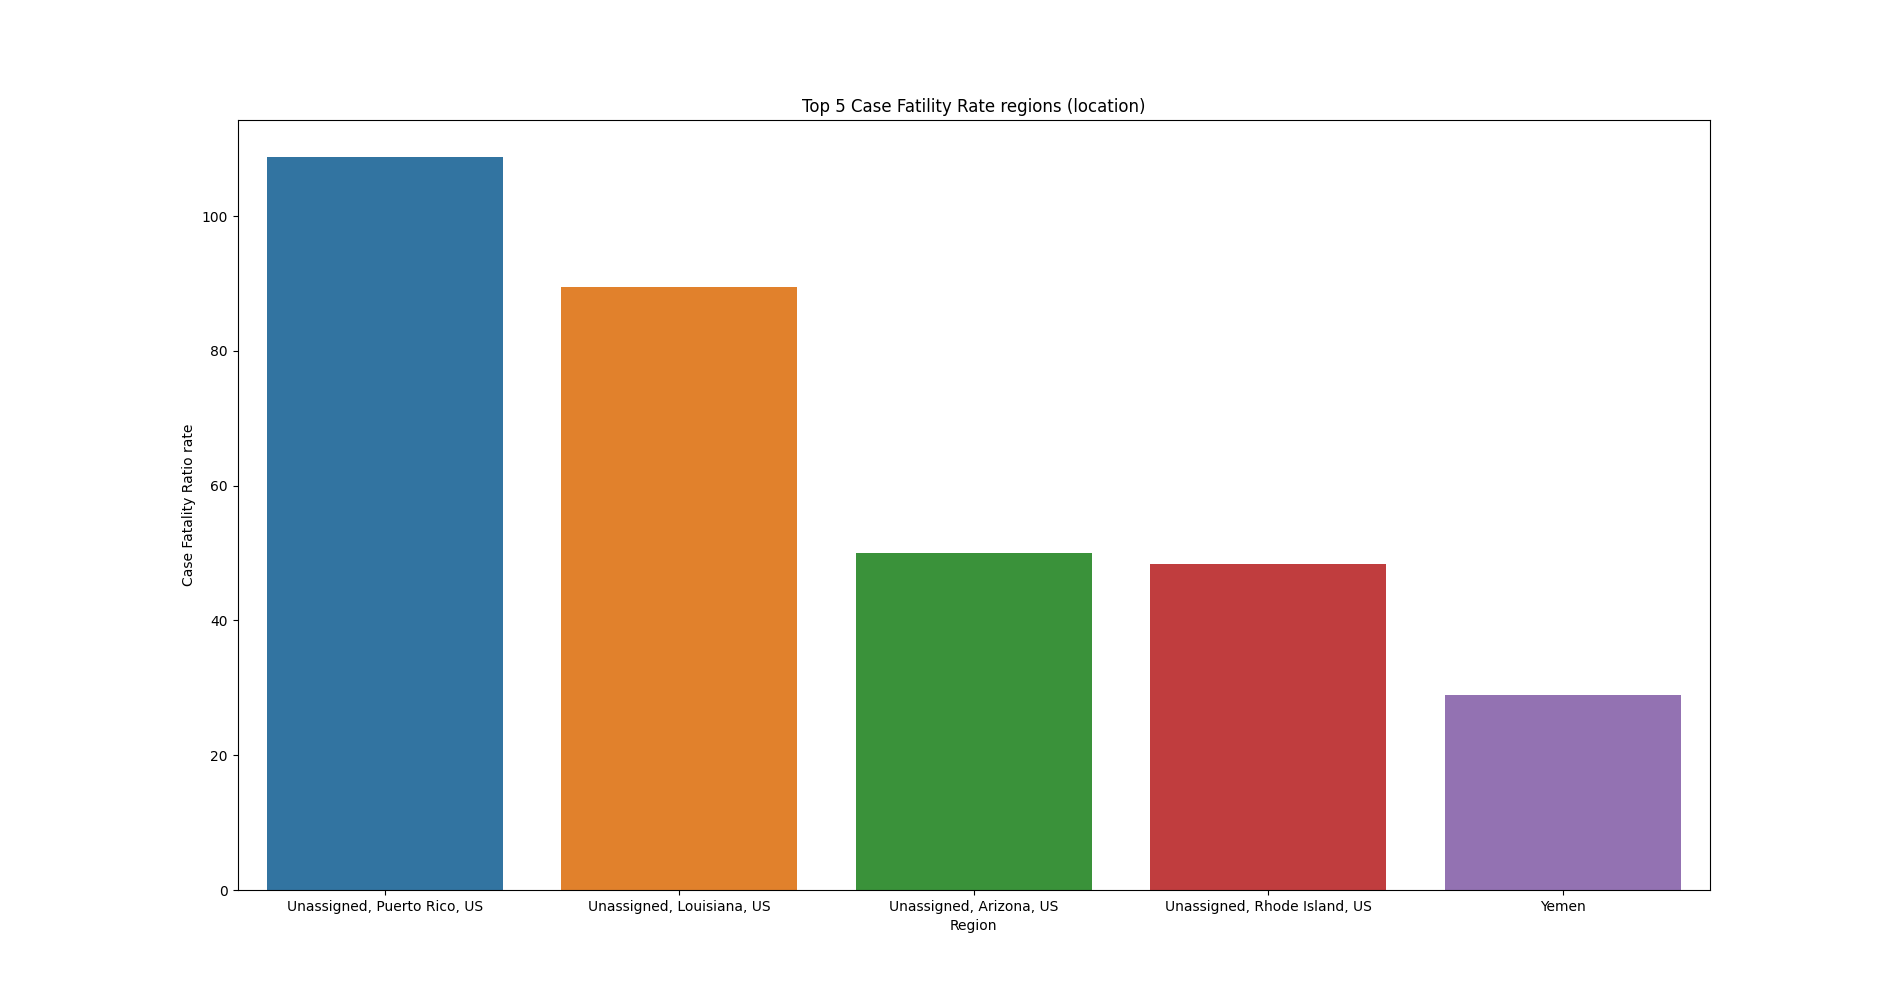 Top 5 Case Fatility Rate regions (location)
Case Fatality Ratio rate
100
80
60
40
20
0
Unassigned, Puerto Rico, US
Unassigned, Louisiana, US
Unassigned, Arizona, US
Unassigned, Rhode Island, US
Yemen
Region